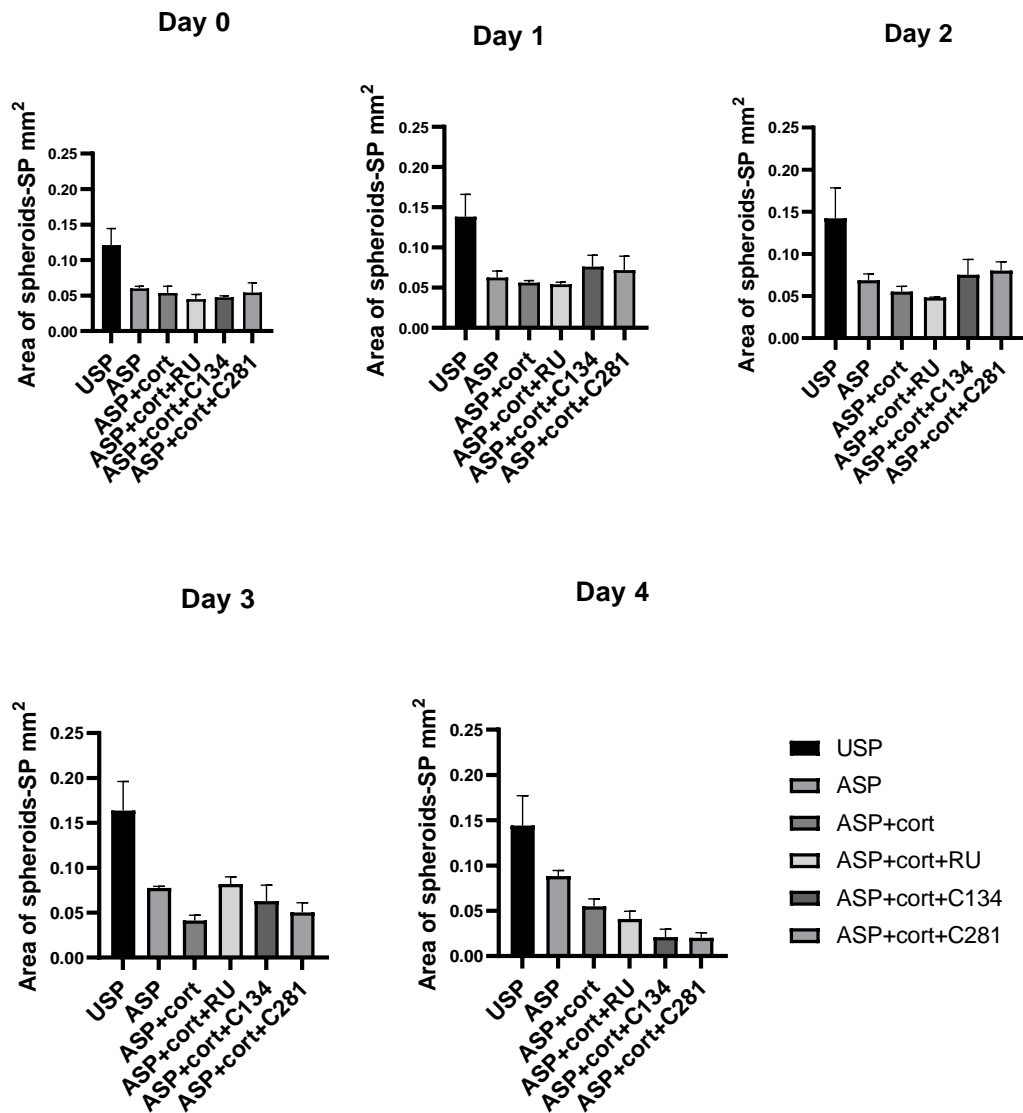 Day 0
Area of spheroids-SP mm²
0.25
0.20
0.15
0.10
0.05
0.00
USP
ASP
ASP+cort
ASP+cort+RU
ASP+cort+C134
ASP+cort+C281
Day 1
Area of spheroids-SP mm²
0.25
0.20
0.15
0.10
0.05
0.00
USP
ASP
ASP+cort
ASP+cort+RU
ASP+cort+C134
ASP+cort+C281
Day 2
Area of spheroids-SP mm²
0.25
0.20
0.15
0.10
0.05
0.00
USP
ASP
ASP+cort
ASP+cort+RU
ASP+cort+C134
ASP+cort+C281
Day 3
Area of spheroids-SP mm²
0.25
0.20
0.15
0.10
0.05
0.00
USP
ASP
ASP+cort
ASP+cort+RU
ASP+cort+C134
ASP+cort+C281
Day 4
Area of spheroids-SP mm²
0.25
0.20
0.15
0.10
0.05
0.00
USP
ASP
ASP+cort
ASP+cort+RU
ASP+cort+C134
ASP+cort+C281
USP
ASP
ASP+cort
ASP+cort+RU
ASP+cort+C134
ASP+cort+C281